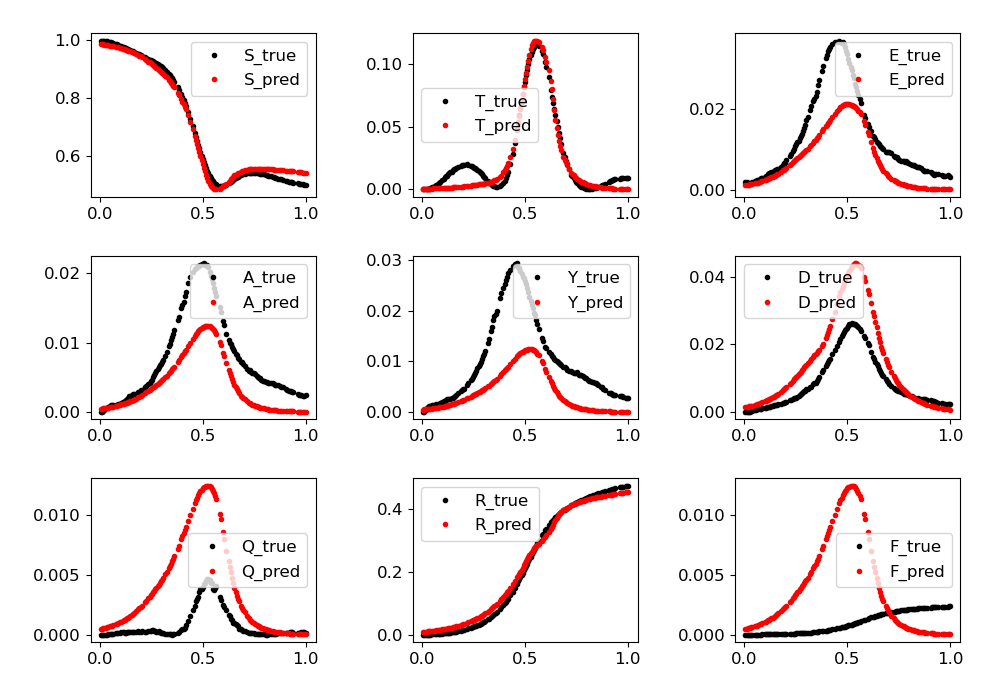 1.0
0.8
0.6
0.0 0.5 1.0
S_true
S_pred
0.10
0.05
0.00
0.0 0.5 1.0
T_true
T_pred
0.02
0.00
0.0 0.5 1.0
E_true
E_pred
0.02
0.01
0.00
0.0 0.5 1.0
A_true
A_pred
0.03
0.02
0.01
0.00
0.0 0.5 1.0
Y_true
Y_pred
0.04
0.02
0.00
0.0 0.5 1.0
D_true
D_pred
0.010
0.005
0.000
0.0 0.5 1.0
Q_true
Q_pred
0.4
0.2
0.0
0.0 0.5 1.0
R_true
R_pred
0.010
0.005
0.000
0.0 0.5 1.0
F_true
F_pred